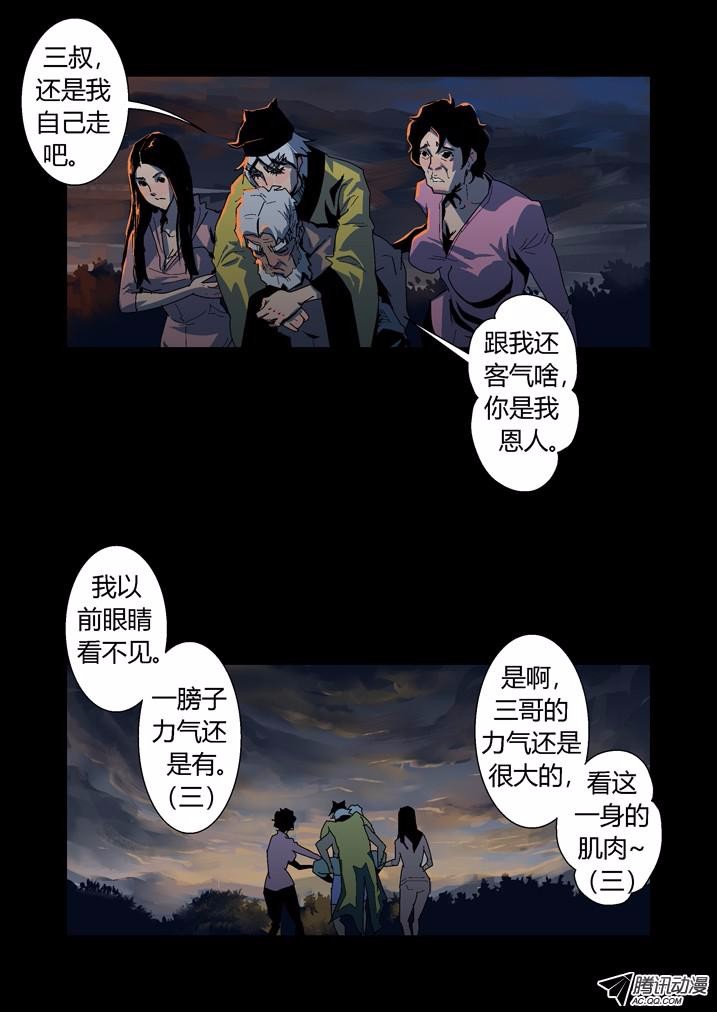 三叔，
还是我
自己走
吧。
跟我还
客气啥，
你是我
恩人。
我以
前眼睛
看不见。
一膀子
力气还
是有。
（三）
是啊，
三哥的
力气还是
很大的，
看这
一身的
肌肉~
（三）
腾讯动漫
AC.QQ.COM